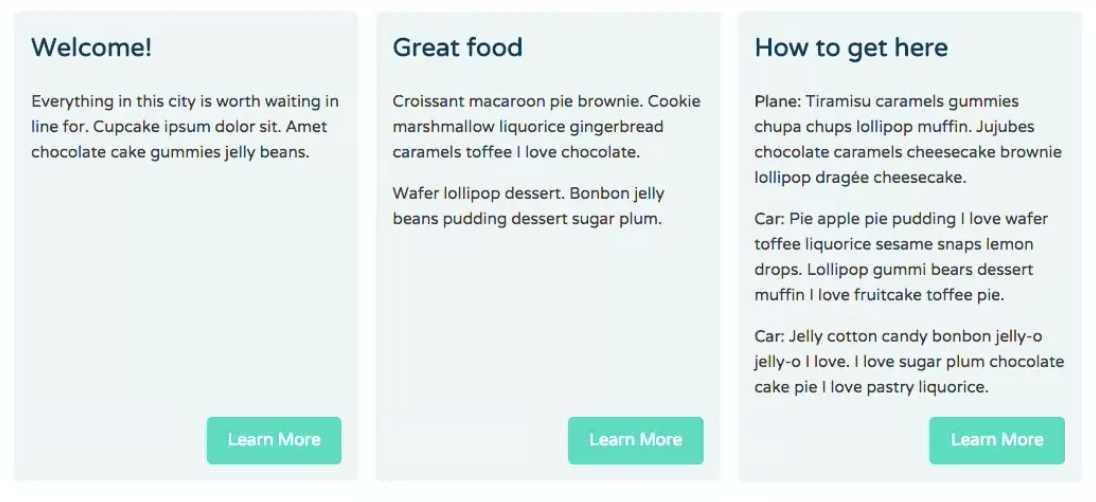 Welcome!
Everything in this city is worth waiting in
line for. Cupcake ipsum dolor sit. Amet
chocolate cake gummies jelly beans.
Learn More
Great food
Croissant macaroon pie brownie. Cookie
marshmallow liquorice gingerbread
caramels toffee I love chocolate.
Wafer lollipop dessert. Bonbon jelly
beans pudding dessert sugar plum.
Learn More
How to get here
Plane: Tiramisu caramels gummies
chupa chups lollipop muffin. Jujubes
chocolate caramels cheesecake brownie
lollipop dragée cheesecake.
Car: Pie apple pie pudding I love wafer
toffee liquorice sesame snaps lemon
drops. Lollipop gummi bears dessert
muffin I love fruitcake toffee pie.
Car: Jelly cotton candy bonbon jelly-o
jelly-o I love. I love sugar plum chocolate
cake pie I love pastry liquorice.
Learn More